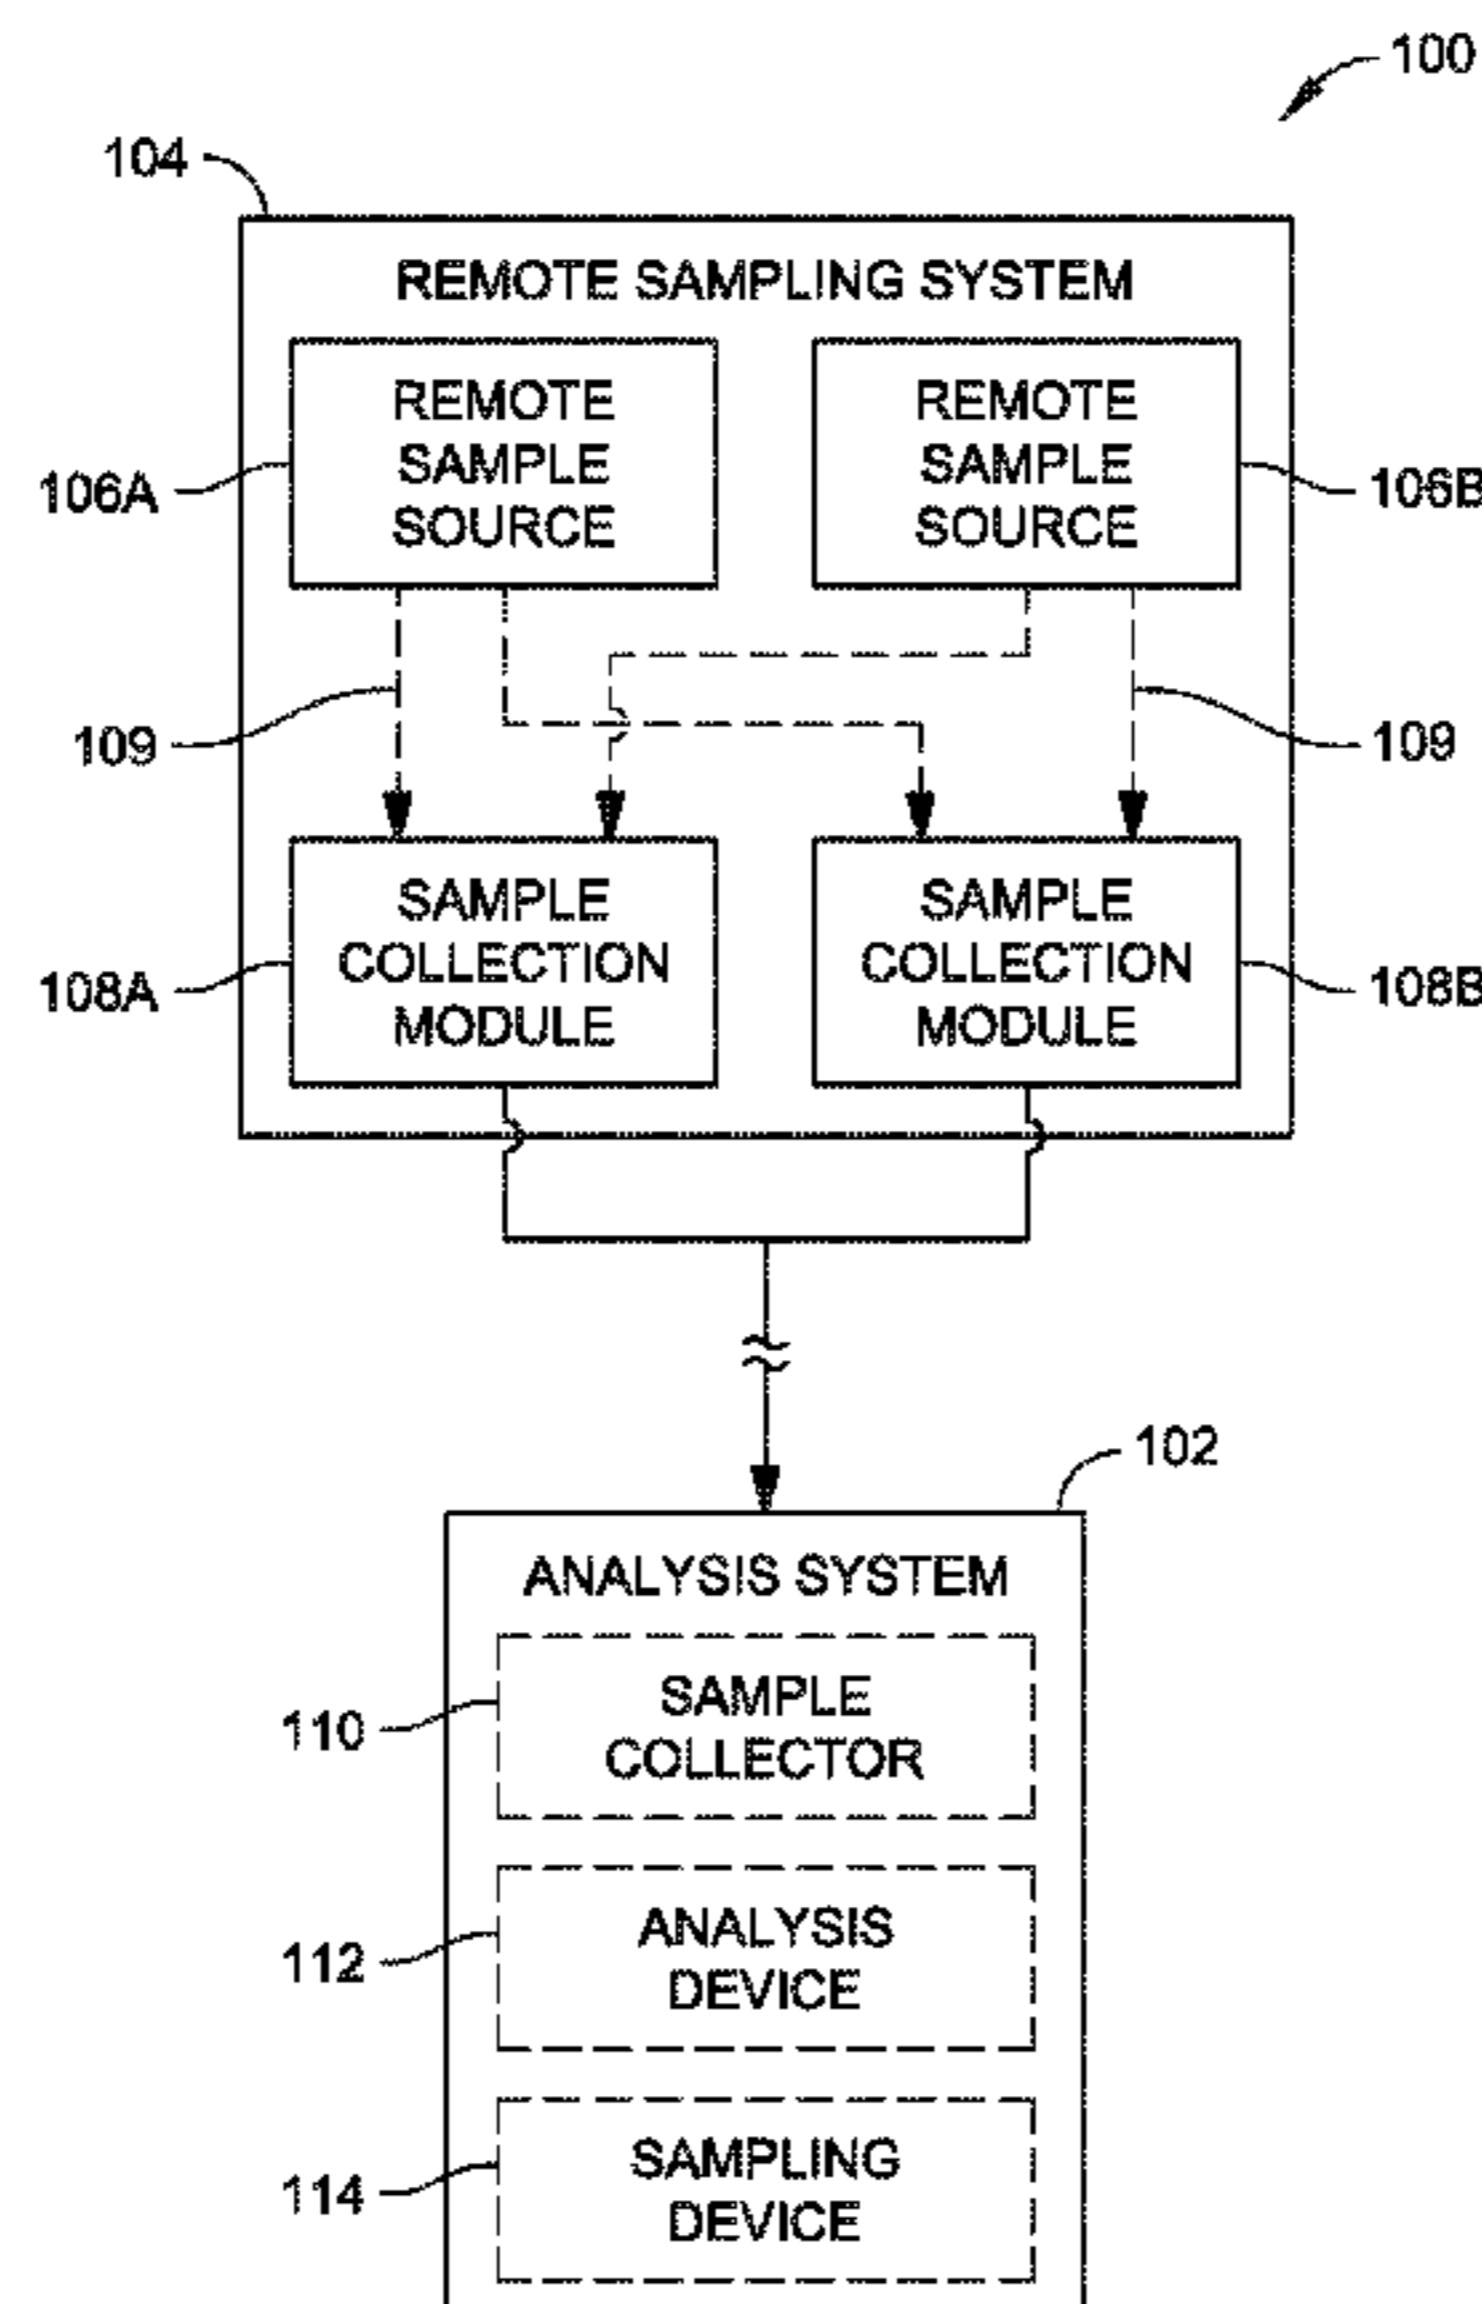 100
104
REMOTE SAMPLING SYSTEM
REMOTE
SAMPLE
SOURCE
REMOTE
SAMPLE
SOURCE
106A
106B
109
109
SAMPLE
COLLECTION
MODULE
SAMPLE
COLLECTION
MODULE
108A
108B
102
ANALYSIS SYSTEM
SAMPLE
COLLECTOR
110
ANALYSIS
DEVICE
112
SAMPLING
DEVICE
114